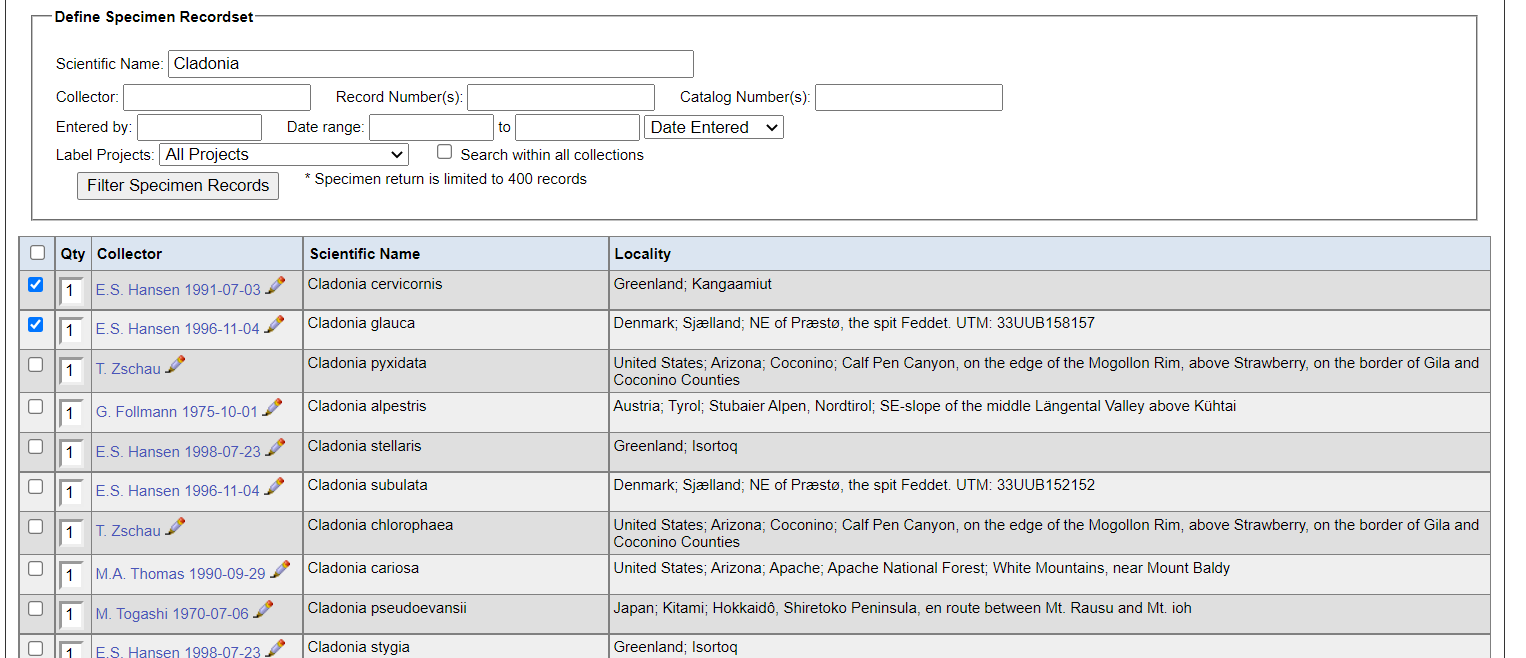 Define Specimen Recordset
Scientific Name: Cladonia
Collector: Record Number(s): Catalog Number(s):
Entered by: Date range: to Date Entered
Label Projects: All Projects Search within all collections
Filter Specimen Records * Specimen return is limited to 400 records
Qty Collector Scientific Name Locality
1 E.S. Hansen 1991-07-03 Cladonia cervicornis Greenland; Kangaamiut
1 E.S. Hansen 1996-11-04 Cladonia glauca Denmark; Sjælland; NE of Præstø, the spit Feddet. UTM: 33UUB158157
1 T. Zschau Cladonia pyxidata United States; Arizona; Coconino; Calf Pen Canyon, on the edge of the Mogollon Rim, above Strawberry, on the border of Gila and
Coconino Counties
1 G. Follmann 1975-10-01 Cladonia alpestris Austria; Tyrol; Stubaier Alpen, Nordtirol; SE-slope of the middle Längental Valley above Kühtai
1 E.S. Hansen 1998-07-23 Cladonia stellaris Greenland; Isortoq
1 E.S. Hansen 1996-11-04 Cladonia subulata Denmark; Sjælland; NE of Præstø, the spit Feddet. UTM: 33UUB152152
1 T. Zschau Cladonia chlorophaea United States; Arizona; Coconino; Calf Pen Canyon, on the edge of the Mogollon Rim, above Strawberry, on the border of Gila and
Coconino Counties
1 M.A. Thomas 1990-09-29 Cladonia cariosa United States; Arizona; Apache; Apache National Forest; White Mountains, near Mount Baldy
1 M. Togashi 1970-07-06 Cladonia pseudoevansii Japan; Kitami; Hokkaidô, Shiretoko Peninsula, en route between Mt. Rausu and Mt. ioh
1 E.S. Hansen 1998-07-23 Cladonia stygia Greenland; Isortoq